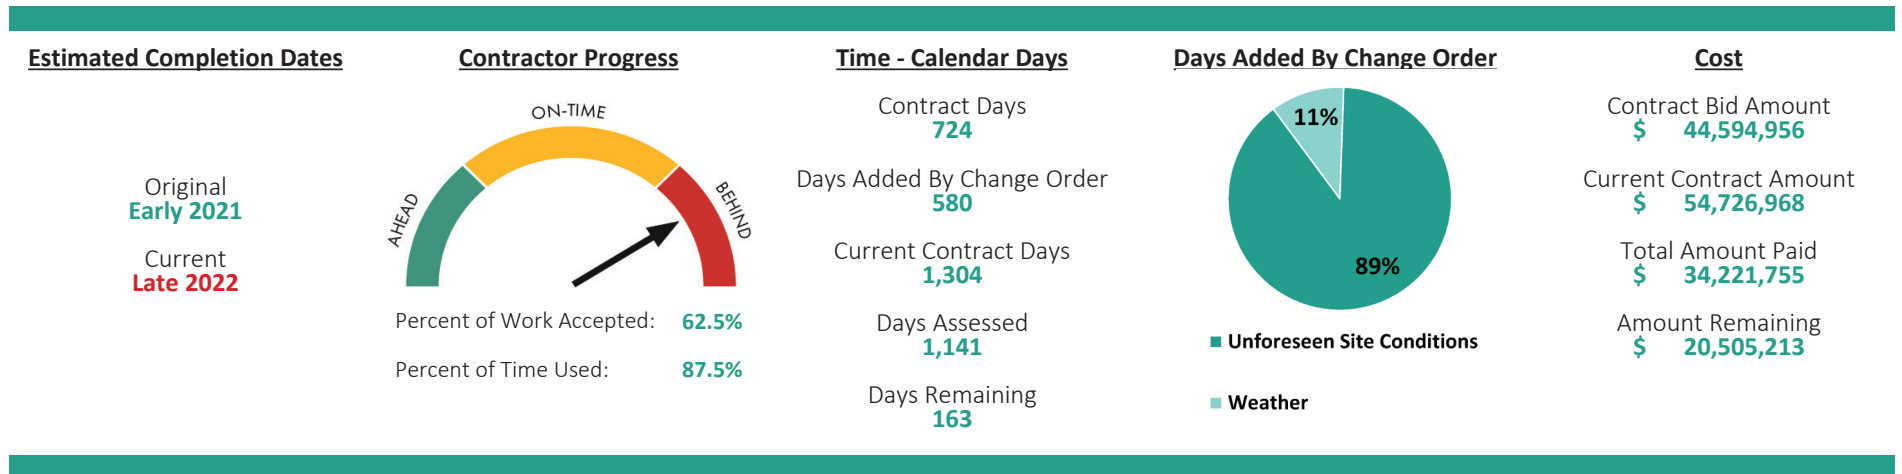 Estimated Completion Dates
Original
Early 2021
Current
Late 2022
Contractor Progress
ON-TIME
AHEAD
BEHIND
Percent of Work Accepted: 62.5%
Percent of Time Used: 87.5%
Time - Calendar Days
Contract Days
724
Days Added By Change Order
580
Current Contract Days
1,304
Days Assessed
1,141
Days Remaining
163
Days Added By Change Order
11%
89%
Unforeseen Site Conditions
Weather
Cost
Contract Bid Amount
$ 44,594,956
Current Contract Amount
$ 54,726,968
Total Amount Paid
$ 34,221,755
Amount Remaining
$ 20,505,213